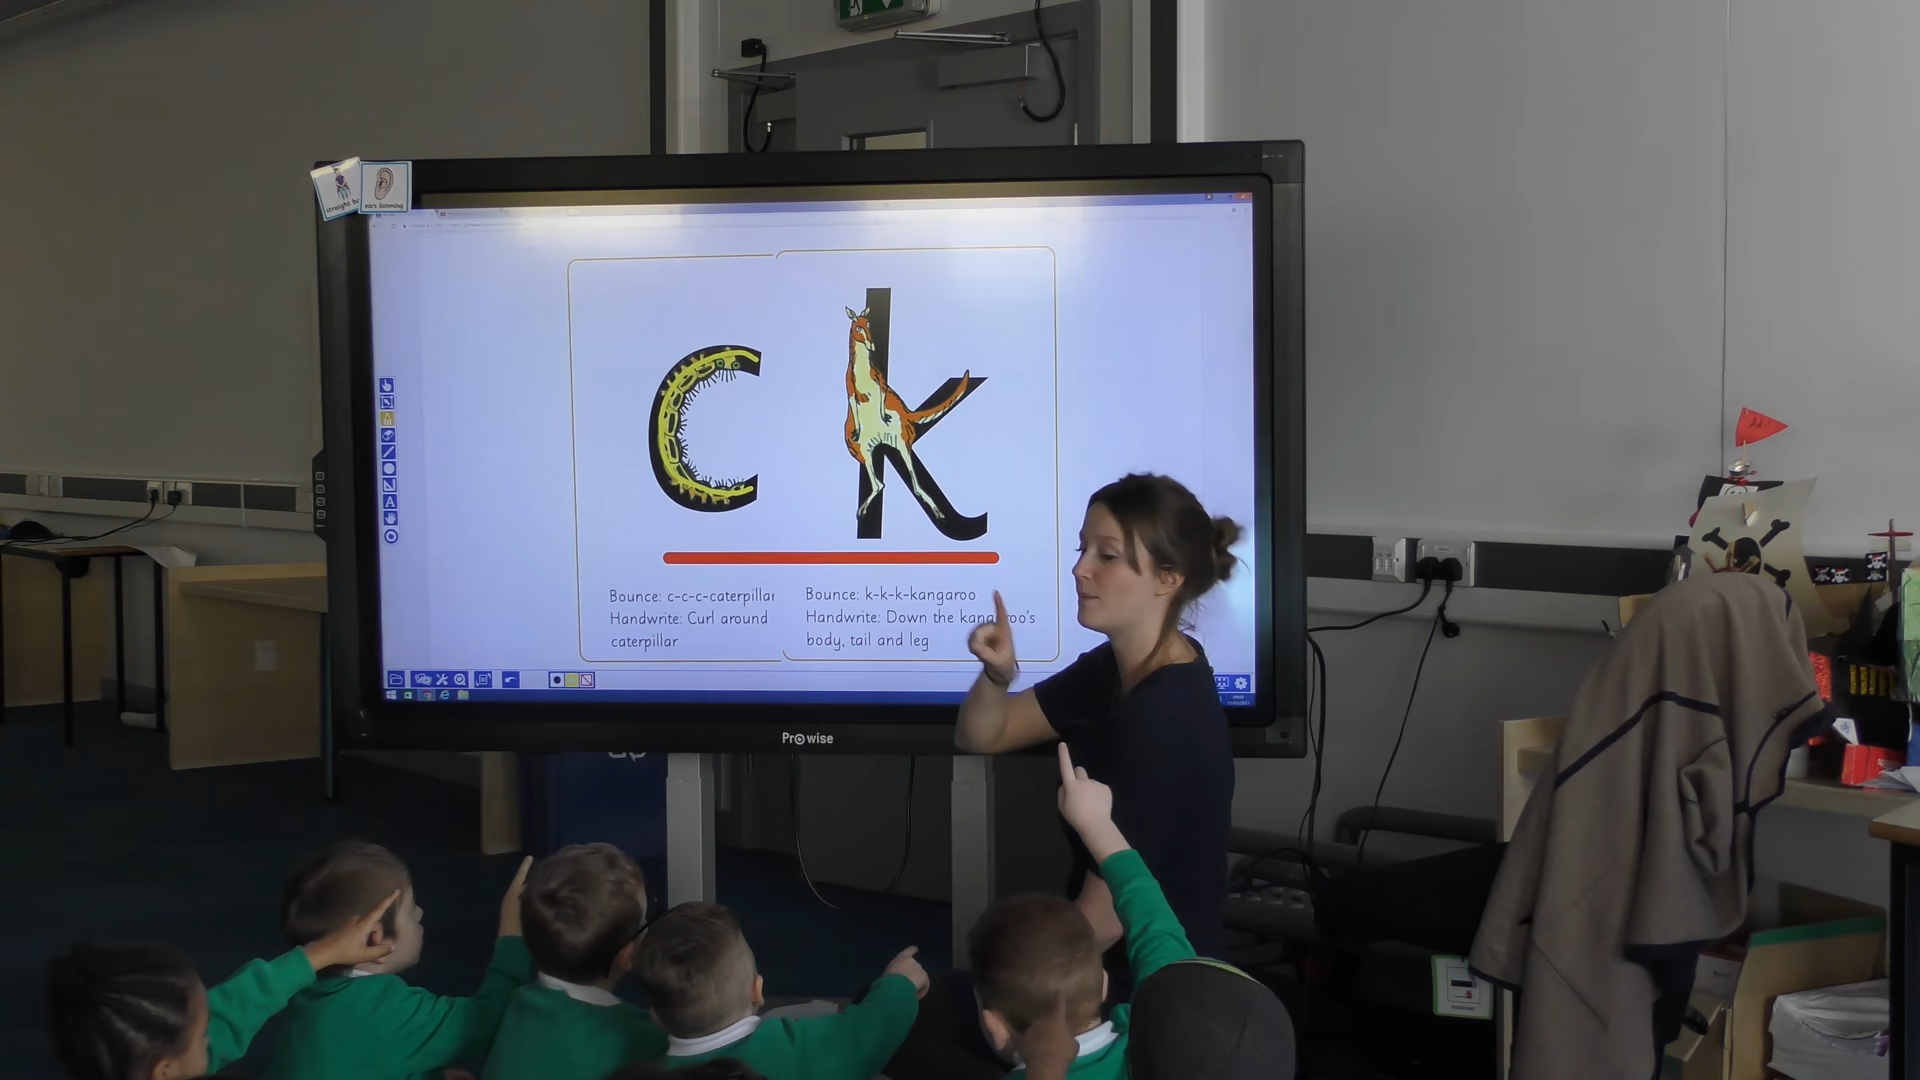 straight
ears listening
c k
Bounce: c-c-c-caterpillar
Handwrite: Curl around
caterpillar
Bounce: k-k-k-kangaroo
Handwrite: Down the kangaroo's
body, tail and leg
Prowise